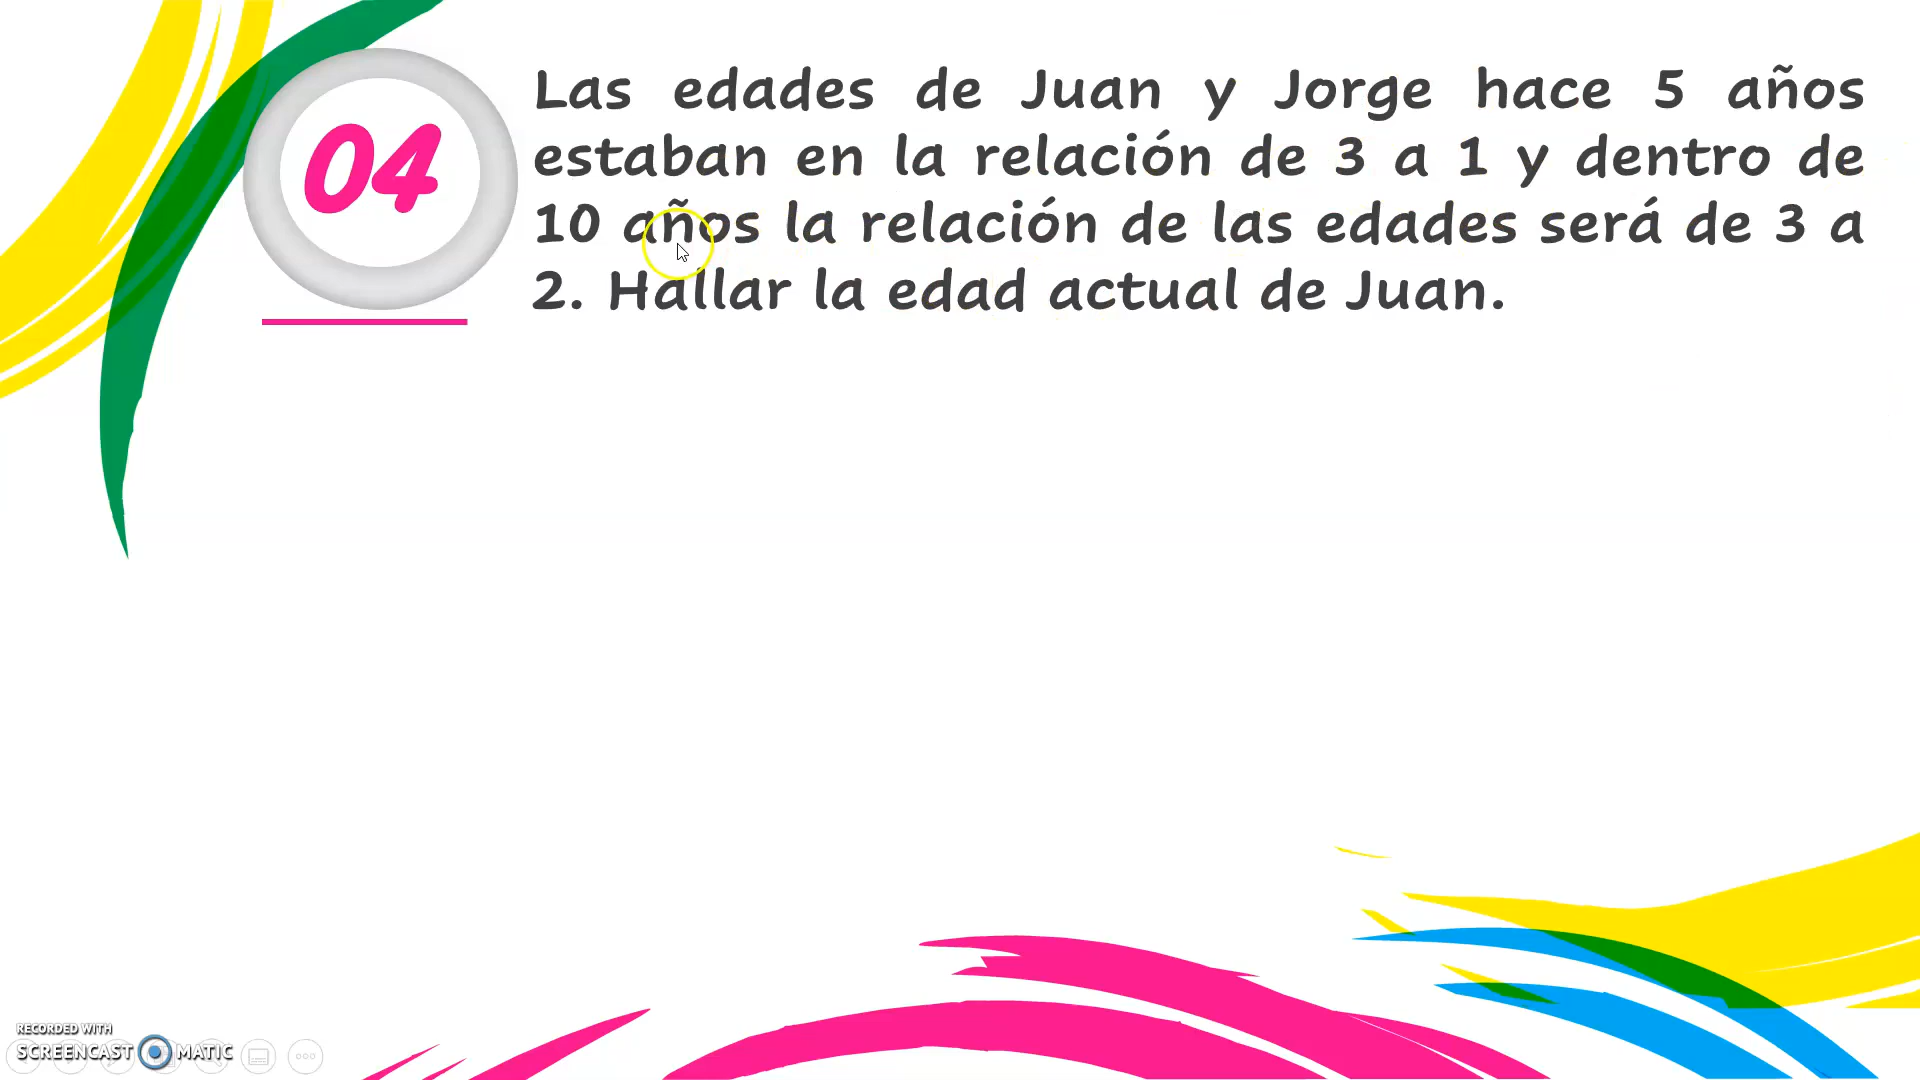 04
Las edades de Juan y Jorge hace 5 años
estaban en la relación de 3 a 1 y dentro de
10 años la relación de las edades será de 3 a
2. Hallar la edad actual de Juan.
RECORDED WITH
SCREENCAST MATIC